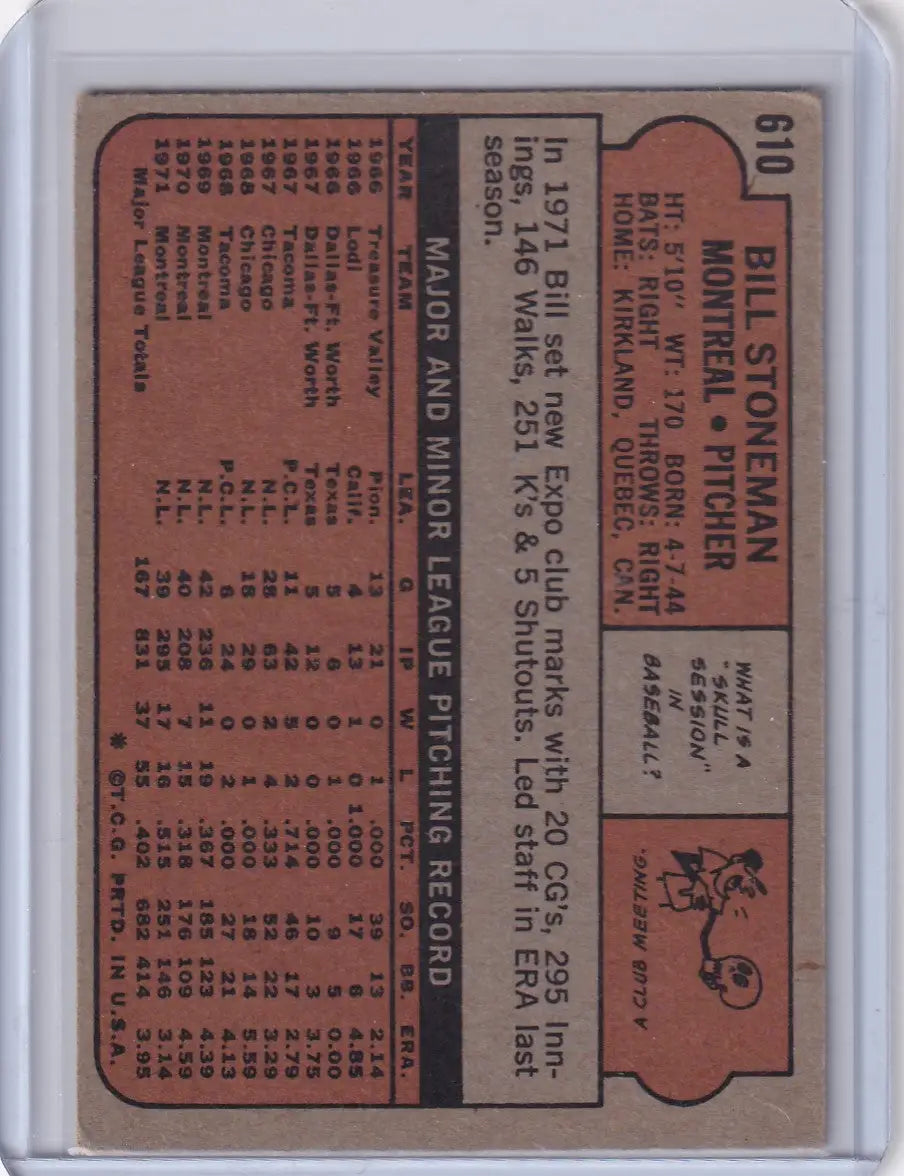 610
BILL STONEMAN
MONTREAL • PITCHER
HT: 5'10" WT: 170 BORN: 4-7-44
BATS: RIGHT THROWS: RIGHT
HOME: KIRKLAND, QUEBEC, CAN.
WHAT IS A
"SKULL
SESSION"
IN
BASEBALL?
A CLUB MEETING.
In 1971 Bill set new Expo club marks with 20 CG's, 295 Inn-
ings, 146 Walks, 251 K's & 5 Shutouts. Led staff in ERA last
season.
MAJOR AND MINOR LEAGUE PITCHING RECORD
YEAR TEAM LEA. G IP W L PCT. SO. BB. ERA.
1966 Treasure Valley Pion. 13 21 0 1 .000 39 13 2.14
1966 Lodi Calif. 4 13 1 0 1.000 17 6 4.85
1966 Dallas-Ft. Worth Texas 5 6 0 1 .000 9 5 0.00
1967 Dallas-Ft. Worth Texas 5 12 0 0 .000 10 3 3.75
1967 Tacoma P.C.L. 11 42 5 2 .714 46 17 2.79
1967 Chicago N.L. 28 63 2 4 .333 52 22 3.29
1968 Chicago N.L. 18 29 0 1 .000 18 14 5.59
1968 Tacoma P.C.L. 6 24 0 2 .000 27 21 4.13
1969 Montreal N.L. 42 236 11 19 .367 185 123 4.39
1970 Montreal N.L. 40 208 7 15 .318 176 109 4.59
1971 Montreal N.L. 39 295 17 16 .515 251 146 3.14
Major League Totals 167 831 37 55 .402 682 414 3.95
* ©T.C.G. PRTD. IN U.S.A.